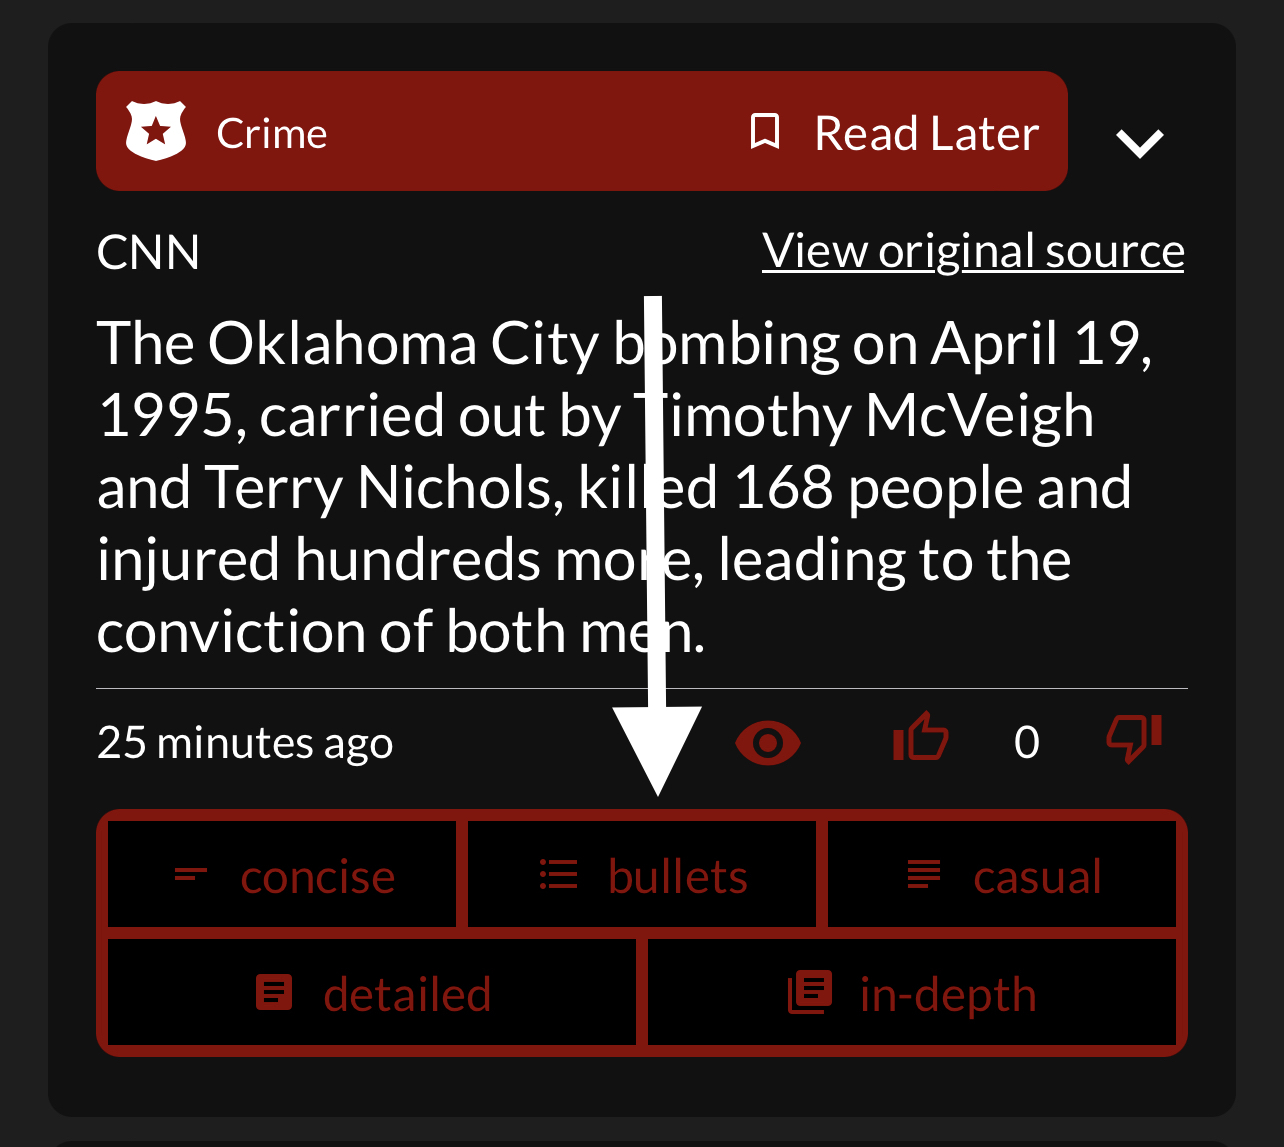 Crime Read Later
CNN View original source
The Oklahoma City bombing on April 19,
1995, carried out by Timothy McVeigh
and Terry Nichols, killed 168 people and
injured hundreds more, leading to the
conviction of both men.
25 minutes ago 0
concise bullets casual
detailed in-depth